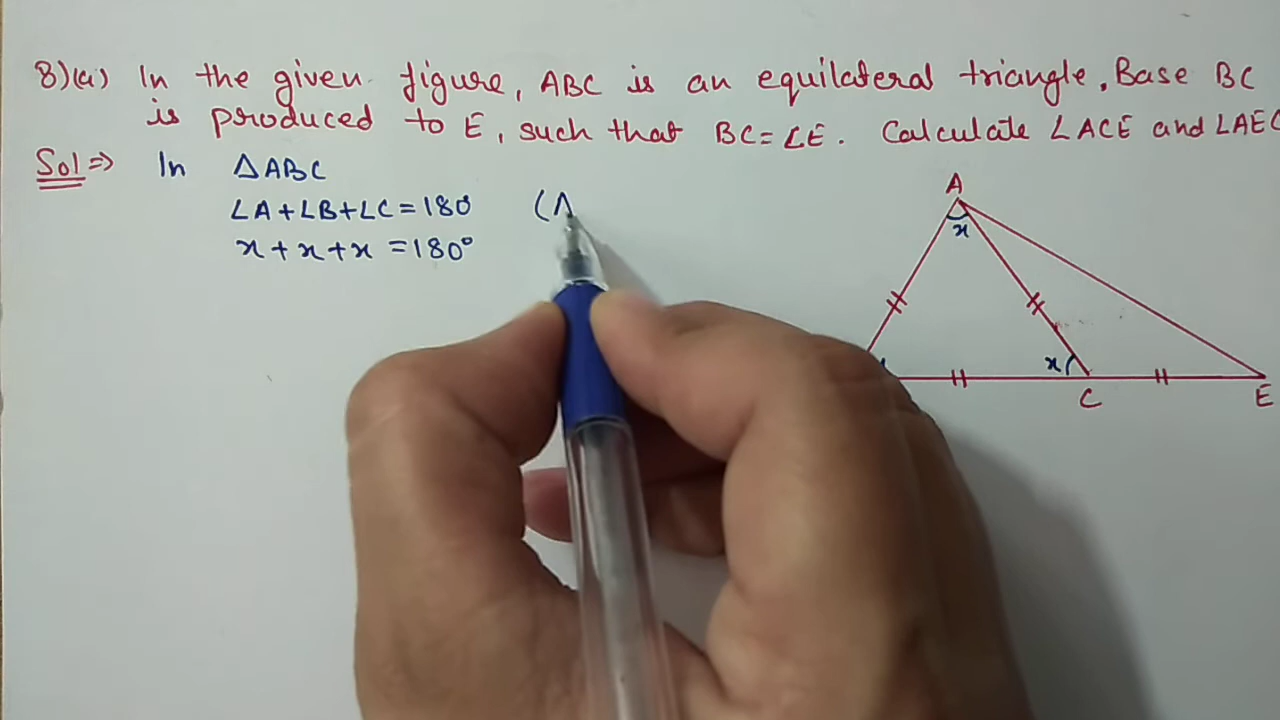 8)(a) In the given figure, ABC is an equilateral triangle. Base BC
is produced to E, such that BC=CE. Calculate ∠ACE and ∠AEC
Sol⇒ In ΔABC
∠A+∠B+∠C=180°
x+x+x=180°
(A
A
x
x
C
E